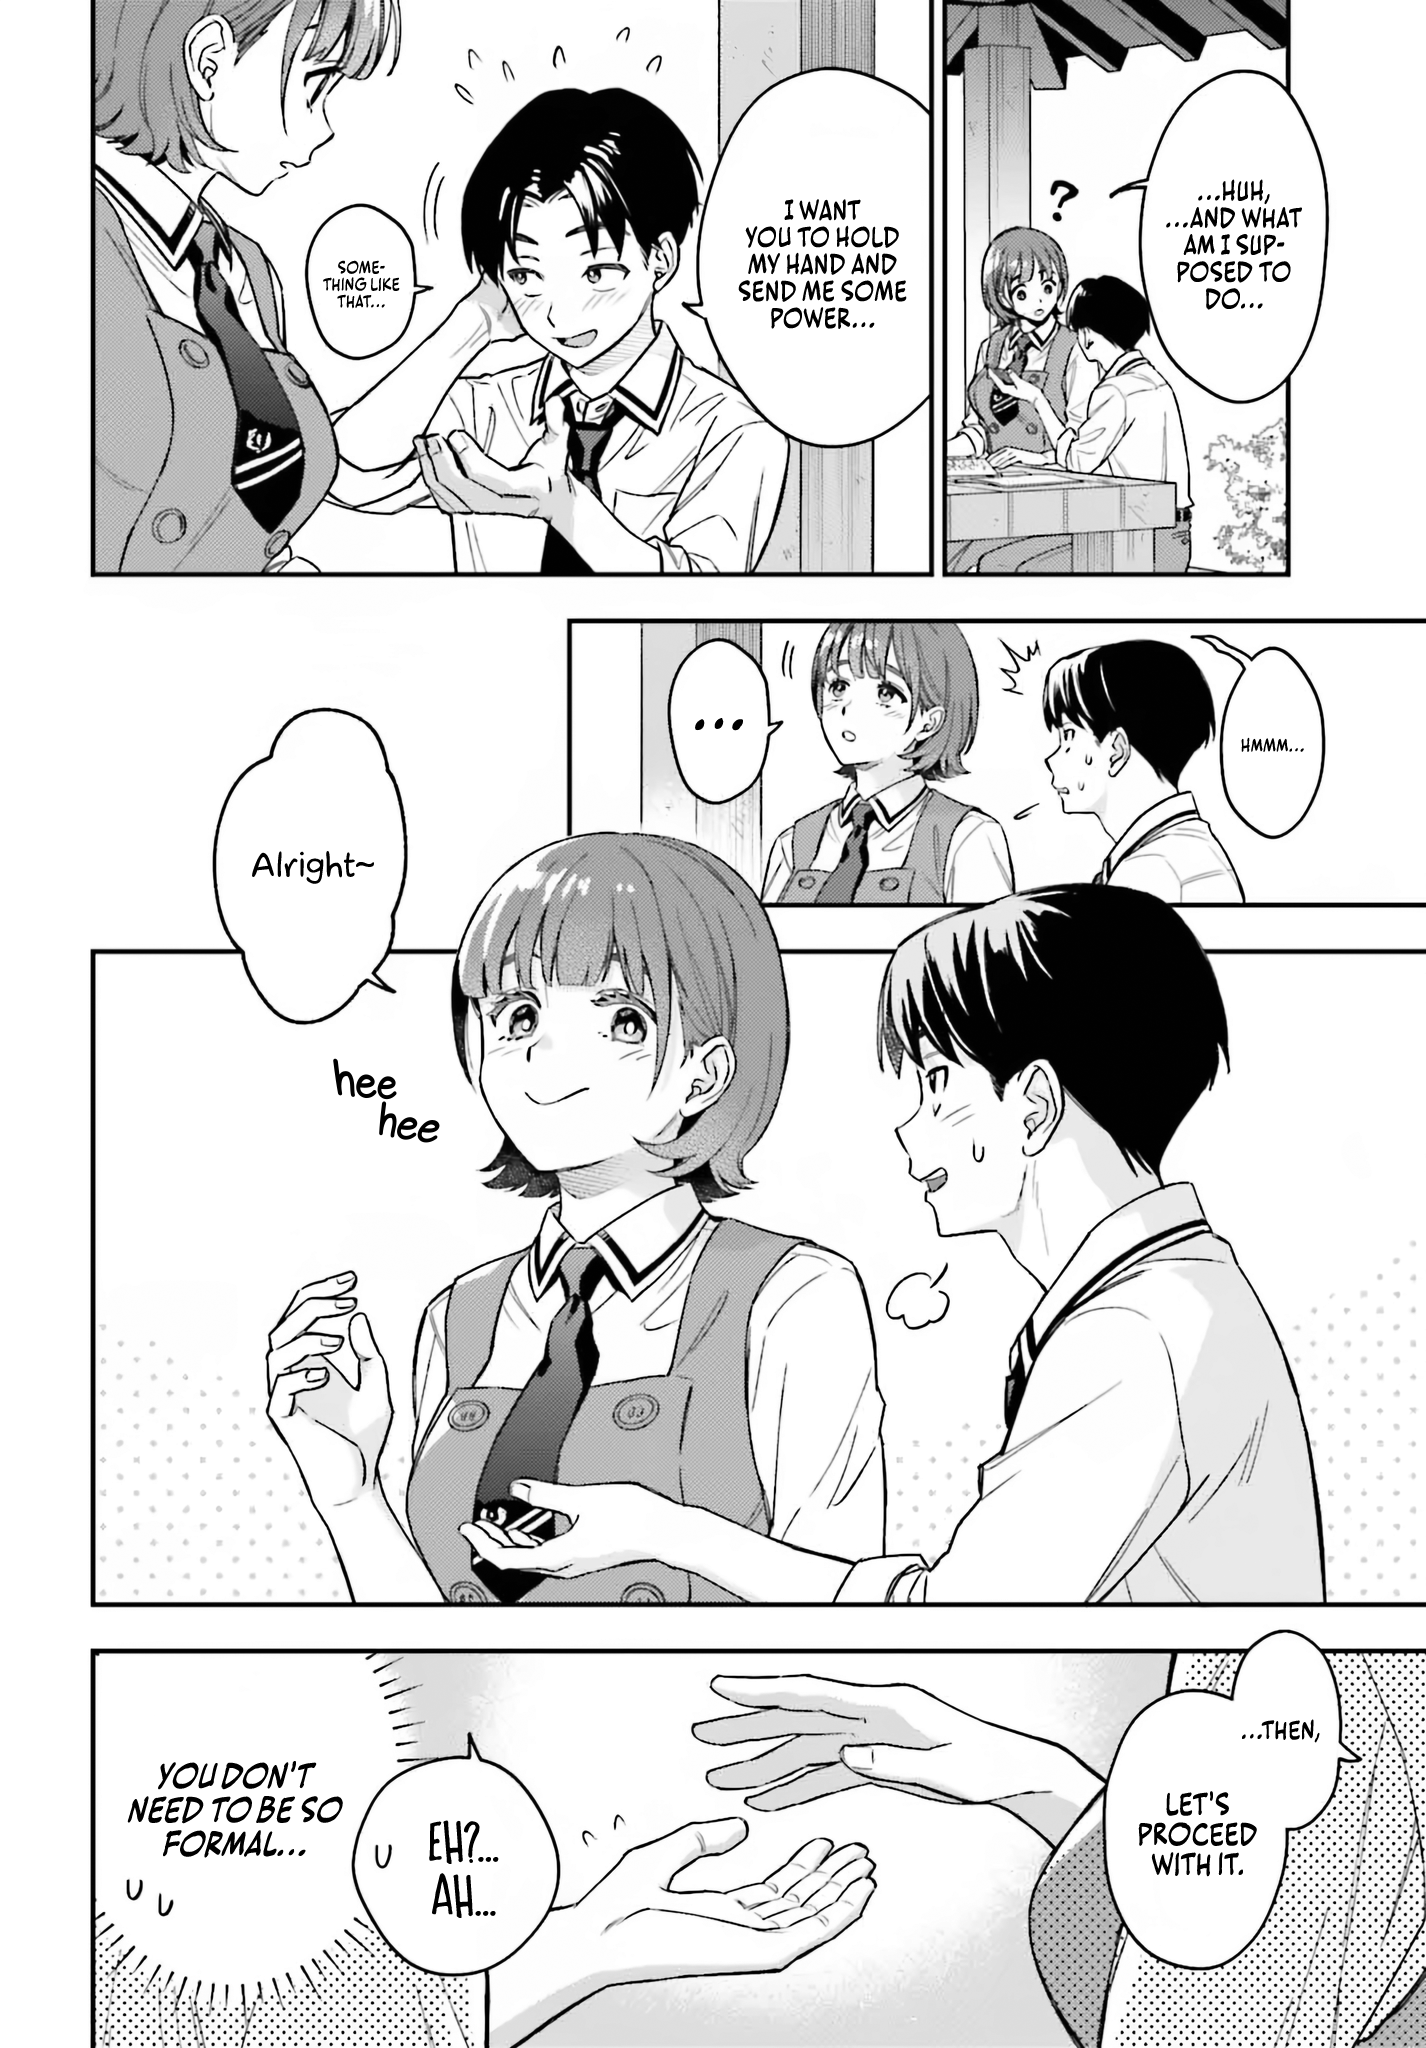 ...HUH,
...AND WHAT
AM I SUP-
POSED TO
DO...
?
I WANT
YOU TO HOLD
MY HAND AND
SEND ME SOME
POWER...
SOME-
THING LIKE
THAT...
HMMM...
...
Alright~
hee
hee
...THEN,
LET'S
PROCEED
WITH IT.
EH?...
AH...
YOU DON'T
NEED TO BE SO
FORMAL...